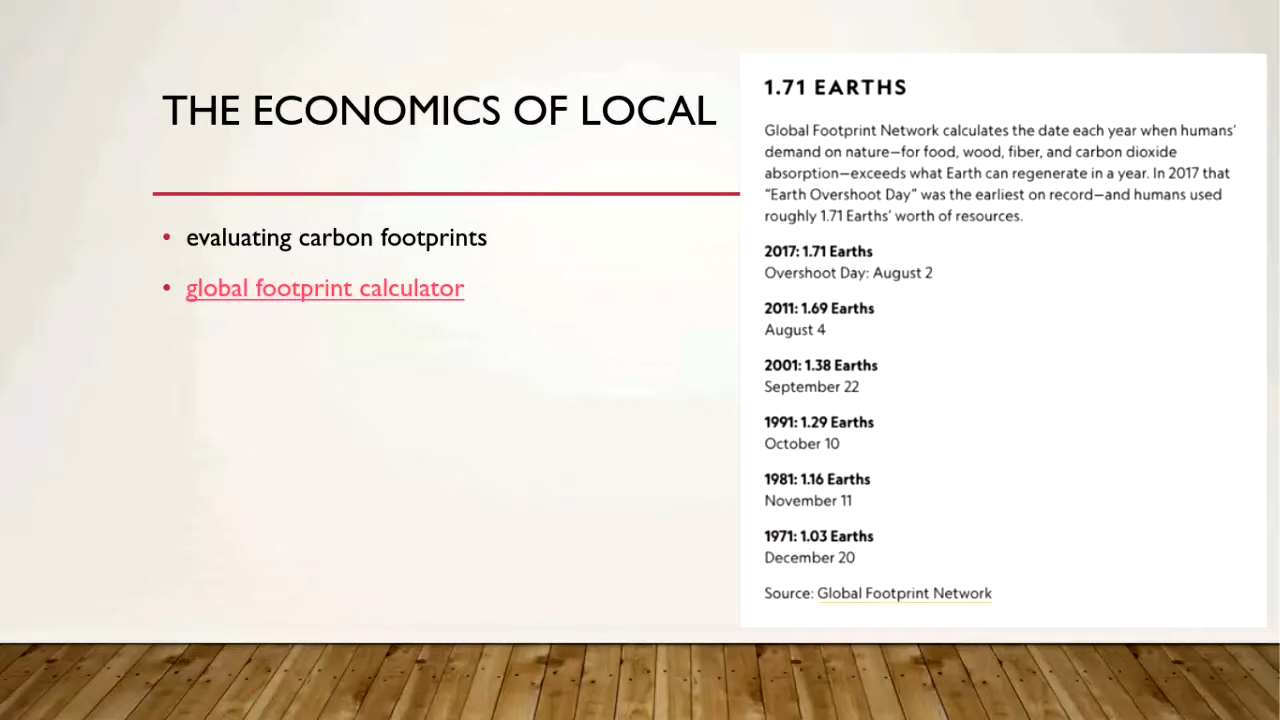 THE ECONOMICS OF LOCAL
• evaluating carbon footprints
• global footprint calculator
1.71 EARTHS
Global Footprint Network calculates the date each year when humans’
demand on nature—for food, wood, fiber, and carbon dioxide
absorption—exceeds what Earth can regenerate in a year. In 2017 that
“Earth Overshoot Day” was the earliest on record—and humans used
roughly 1.71 Earths’ worth of resources.
2017: 1.71 Earths
Overshoot Day: August 2
2011: 1.69 Earths
August 4
2001: 1.38 Earths
September 22
1991: 1.29 Earths
October 10
1981: 1.16 Earths
November 11
1971: 1.03 Earths
December 20
Source: Global Footprint Network